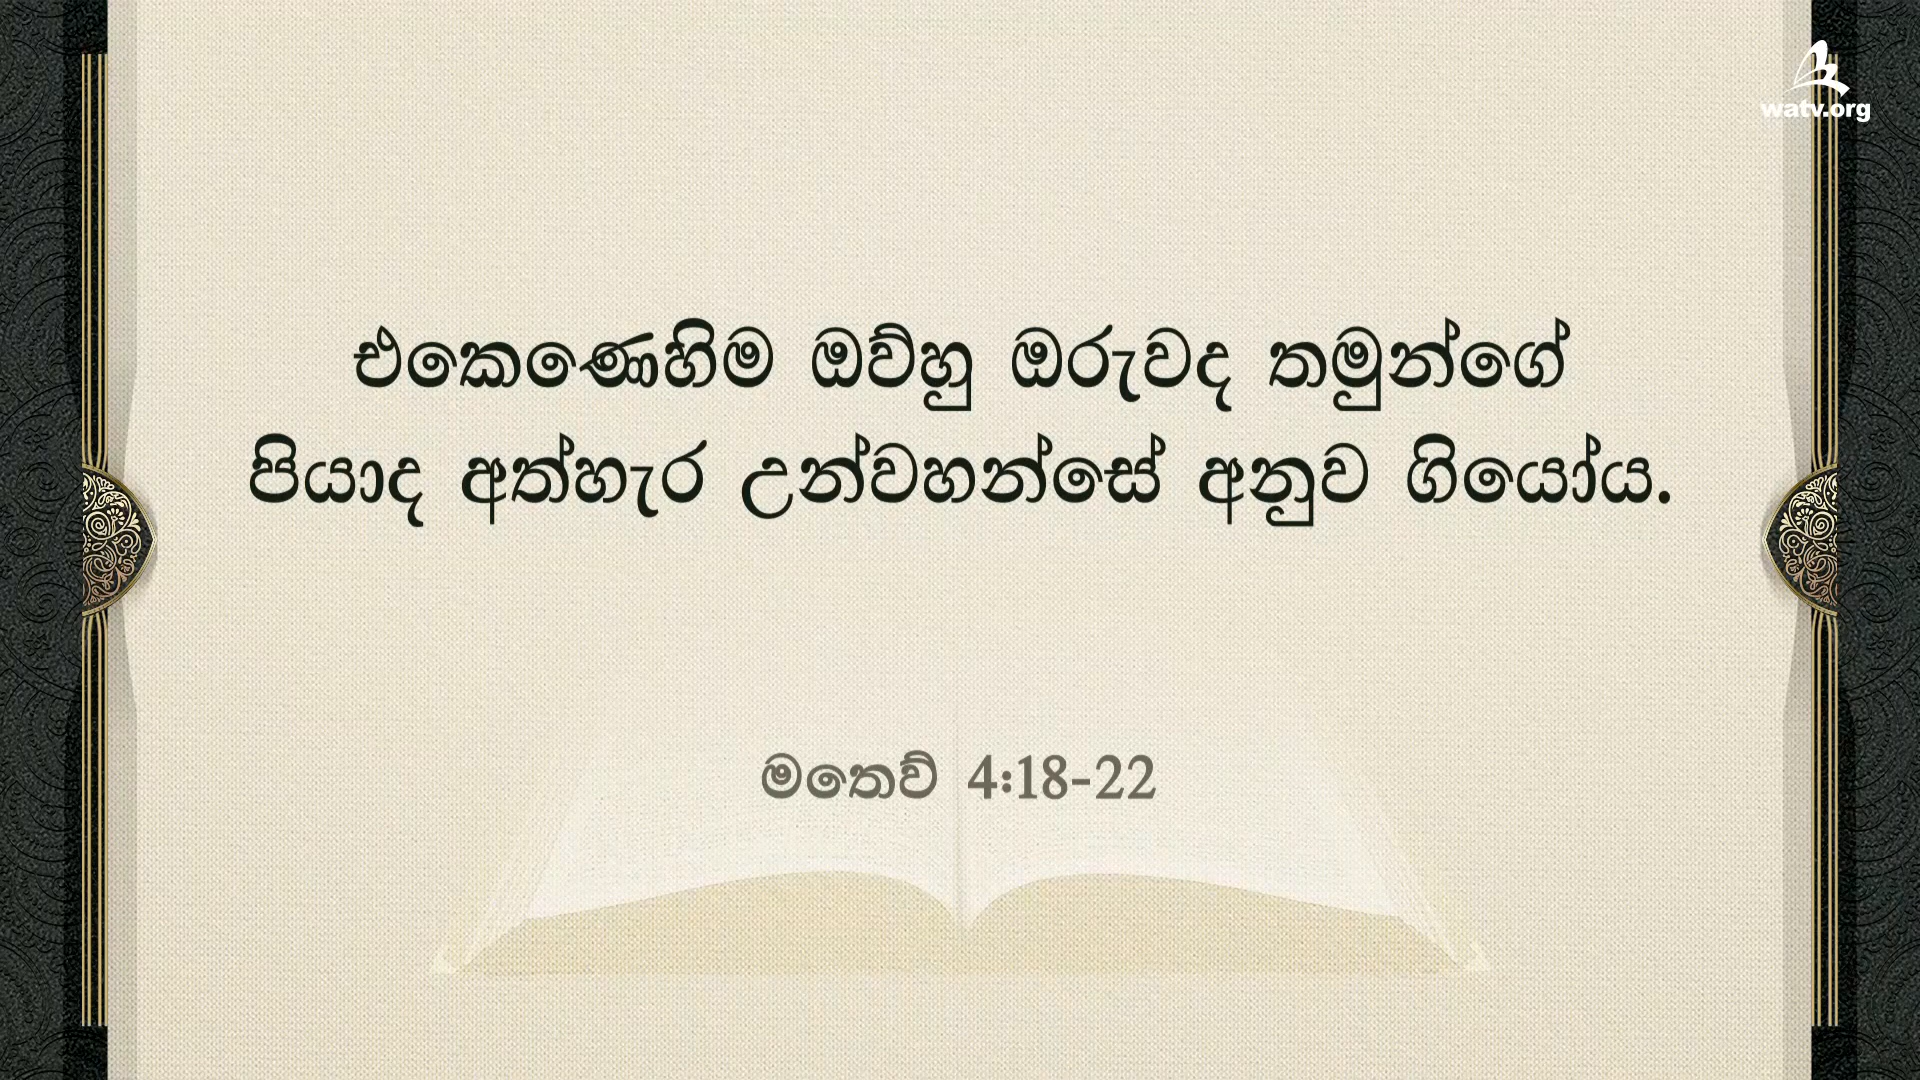 watv.org
එකෙණෙහිම ඔව්හු ඔරුවද තමුන්ගේ
පියාද අත්හැර උන්වහන්සේ අනුව ගියෝය.
මතෙව් 4:18-22